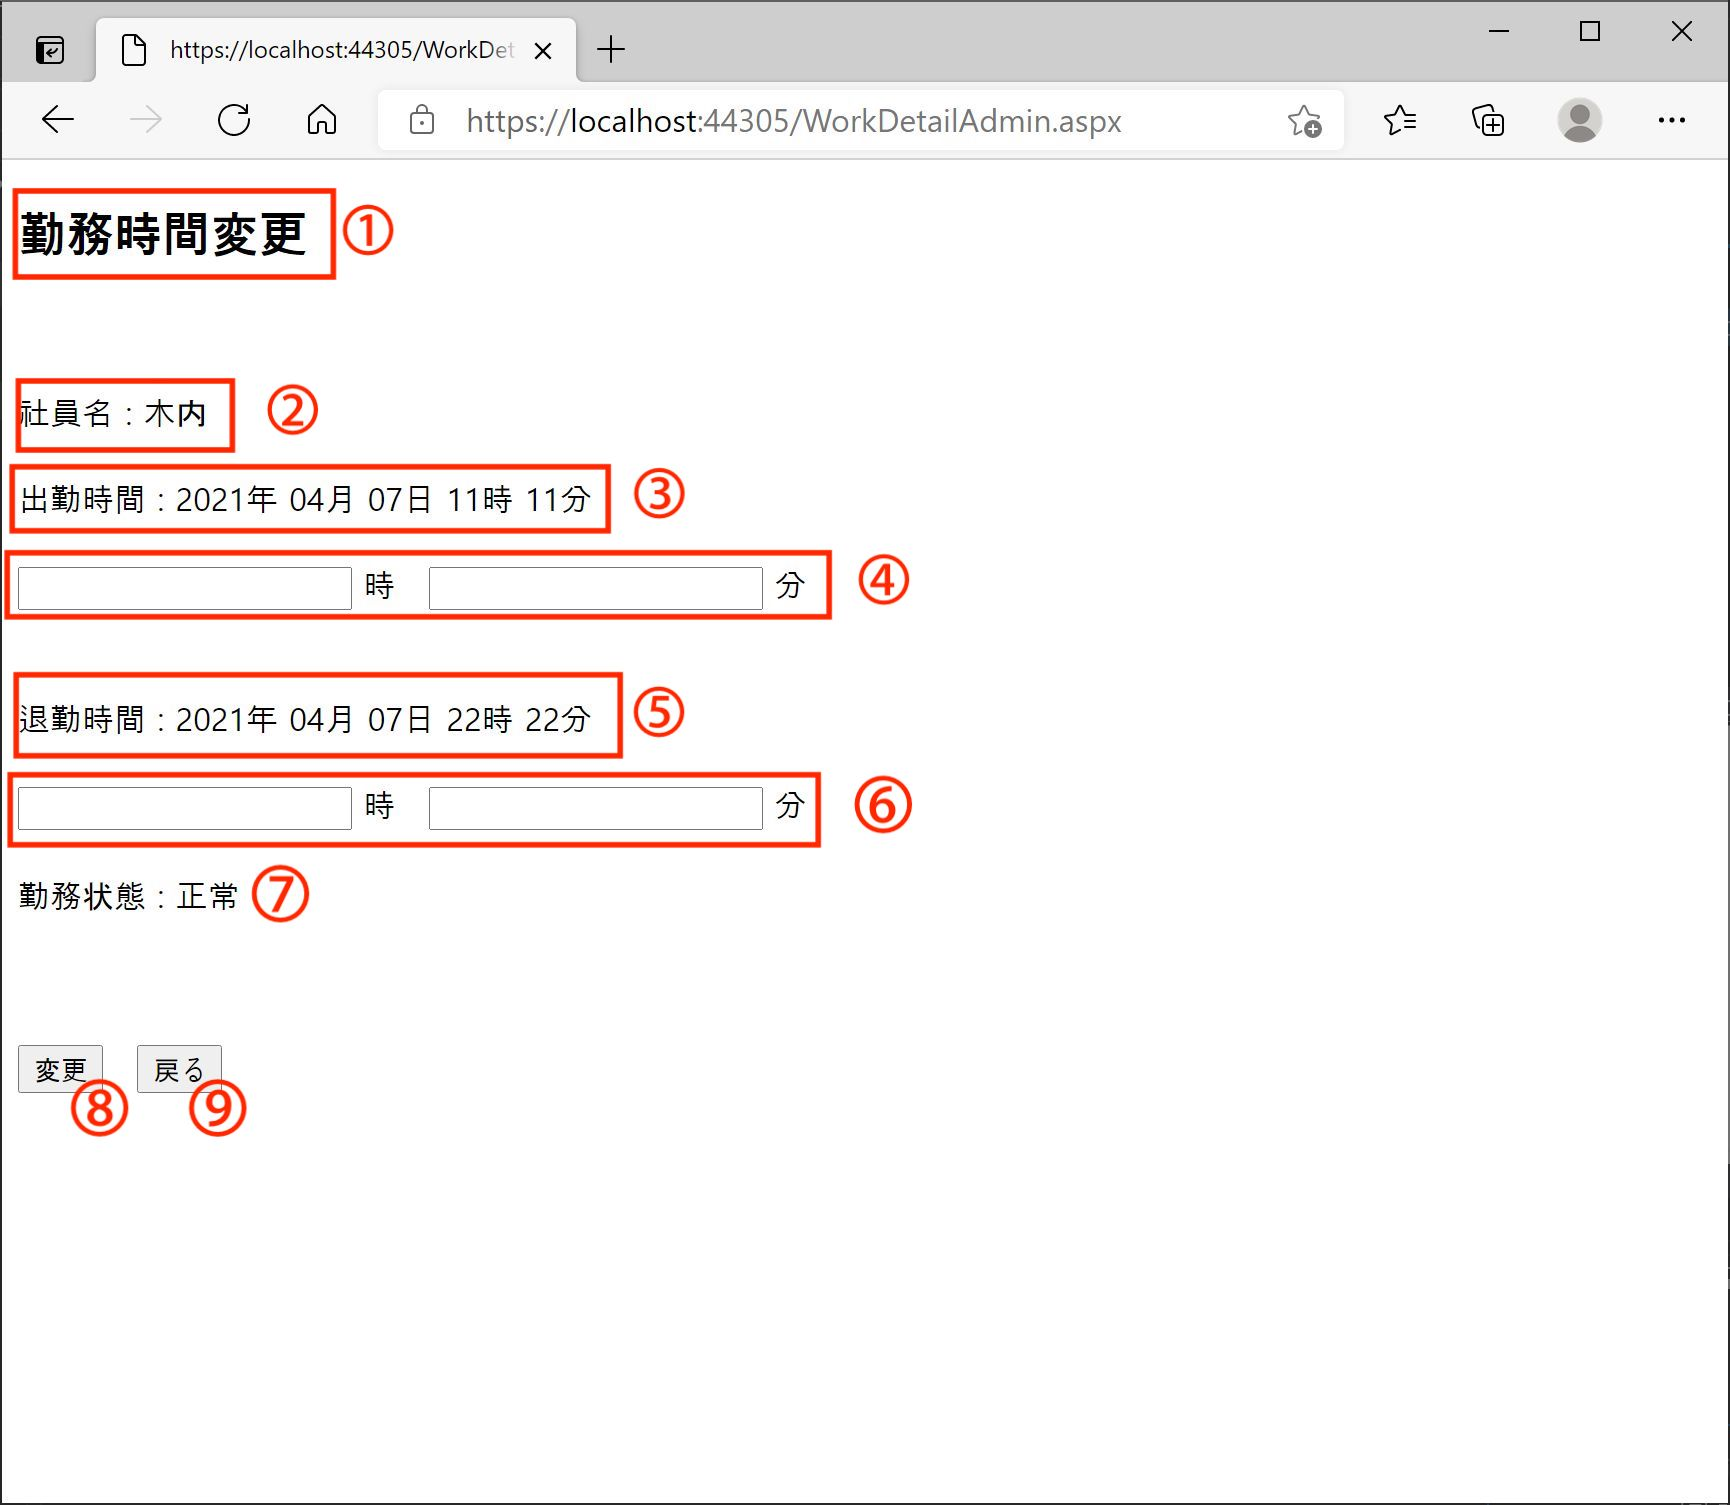 https://localhost:44305/WorkDet
https://localhost:44305/WorkDetailAdmin.aspx
勤務時間変更 ①
社員名：木内 ②
出勤時間：2021年 04月 07日 11時 11分 ③
時 分 ④
退勤時間：2021年 04月 07日 22時 22分 ⑤
時 分 ⑥
勤務状態：正常 ⑦
変更 戻る
⑧ ⑨